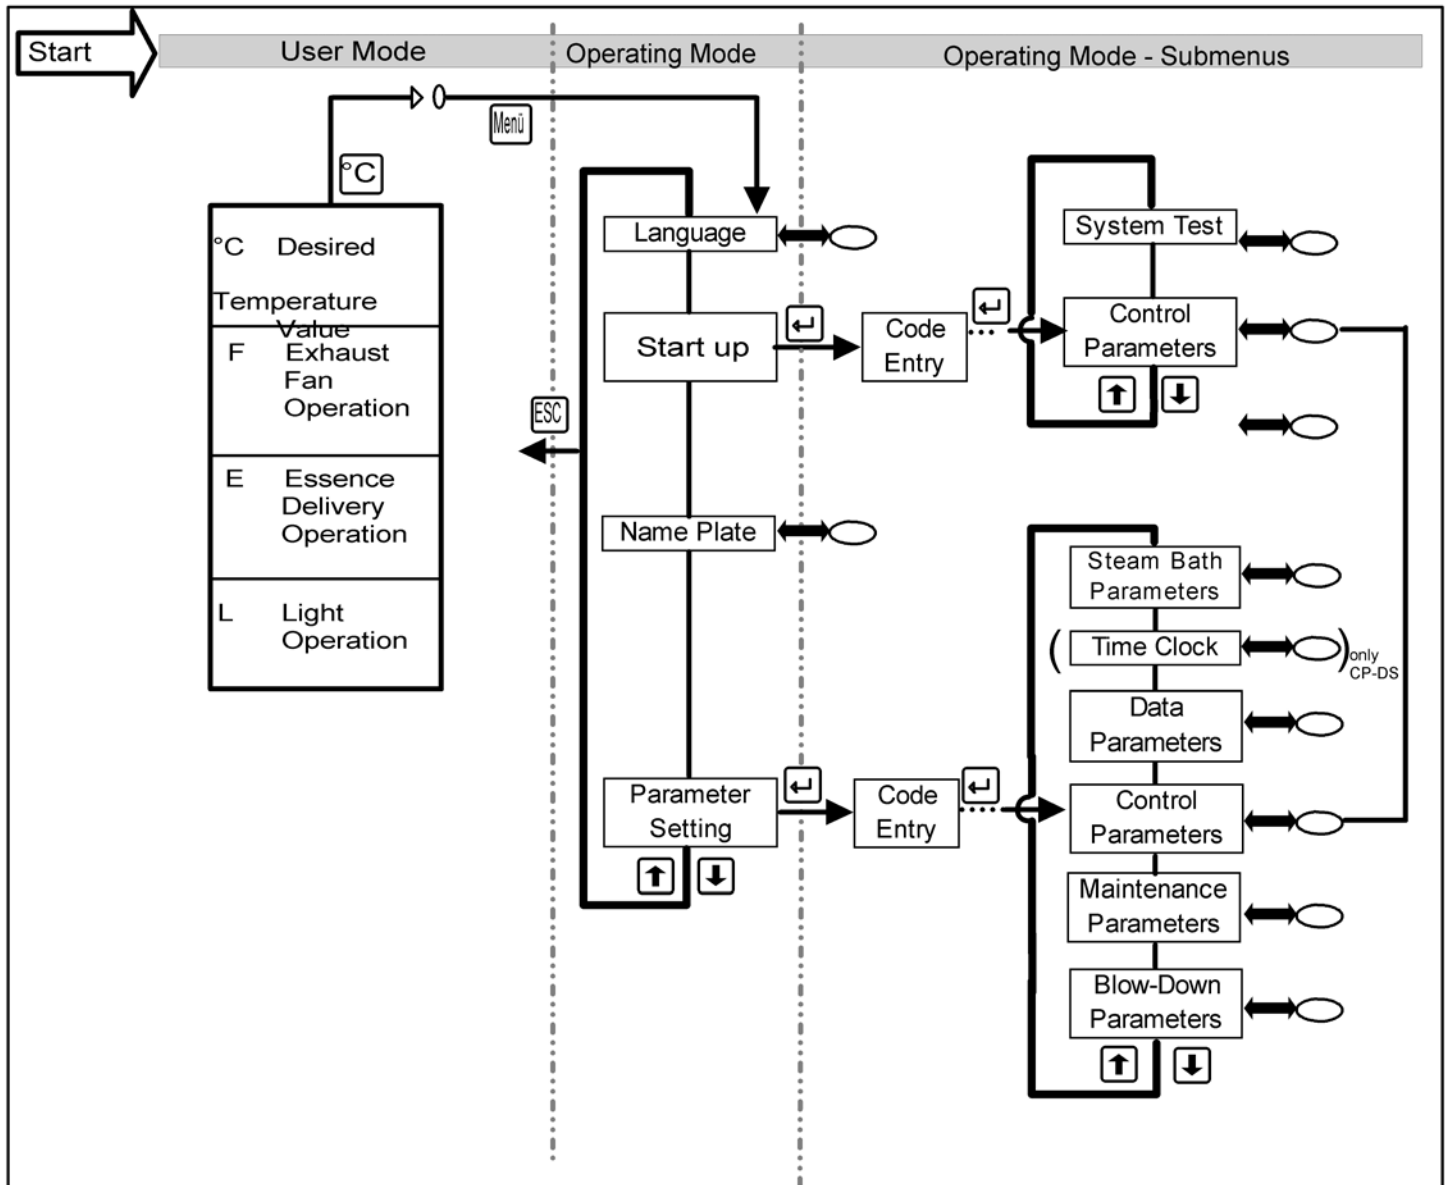 Start
User Mode
Operating Mode
Operating Mode - Submenus
Menü
°C
°C Desired
Temperature
Value
F Exhaust
Fan
Operation
E Essence
Delivery
Operation
L Light
Operation
ESC
Language
Start up
Name Plate
Parameter
Setting
Code
Entry
Code
Entry
System Test
Control
Parameters
Steam Bath
Parameters
( Time Clock )
only
CP-DS
Data
Parameters
Control
Parameters
Maintenance
Parameters
Blow-Down
Parameters